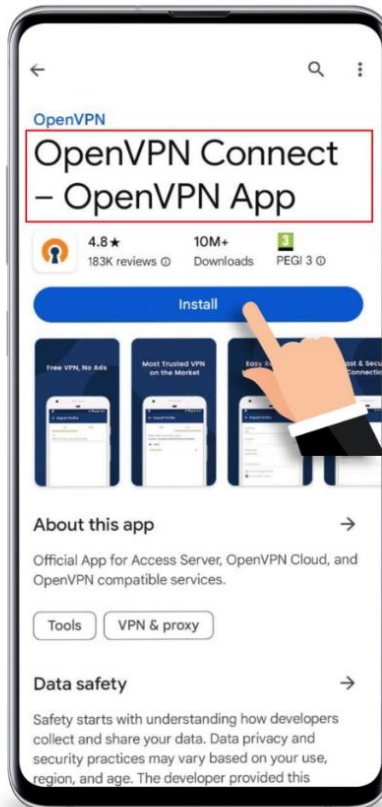 OpenVPN
OpenVPN Connect
– OpenVPN App
4.8★
183K reviews
10M+
Downloads
3
PEGI 3
Install
Free VPN, No Ads
Most Trusted VPN
on the Market
About this app
Official App for Access Server, OpenVPN Cloud, and
OpenVPN compatible services.
Tools
VPN & proxy
Data safety
Safety starts with understanding how developers
collect and share your data. Data privacy and
security practices may vary based on your use,
region, and age. The developer provided this